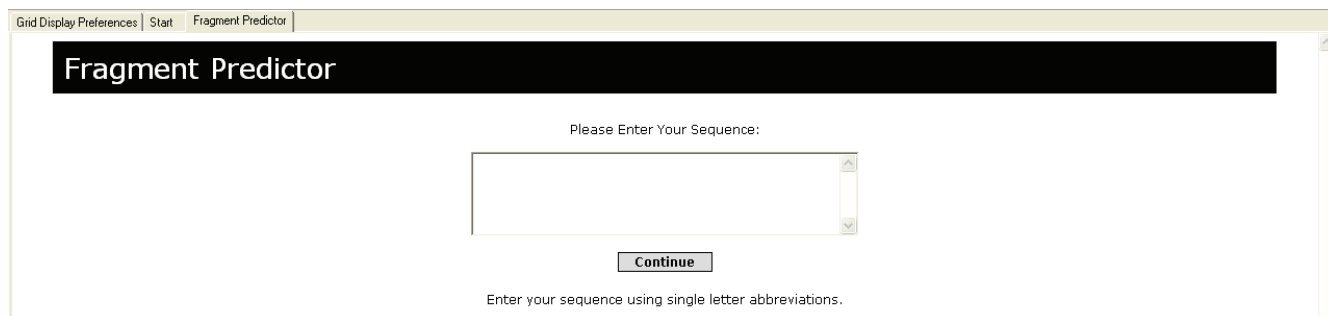 Grid Display Preferences Start Fragment Predictor
Fragment Predictor
Please Enter Your Sequence:
Continue
Enter your sequence using single letter abbreviations.